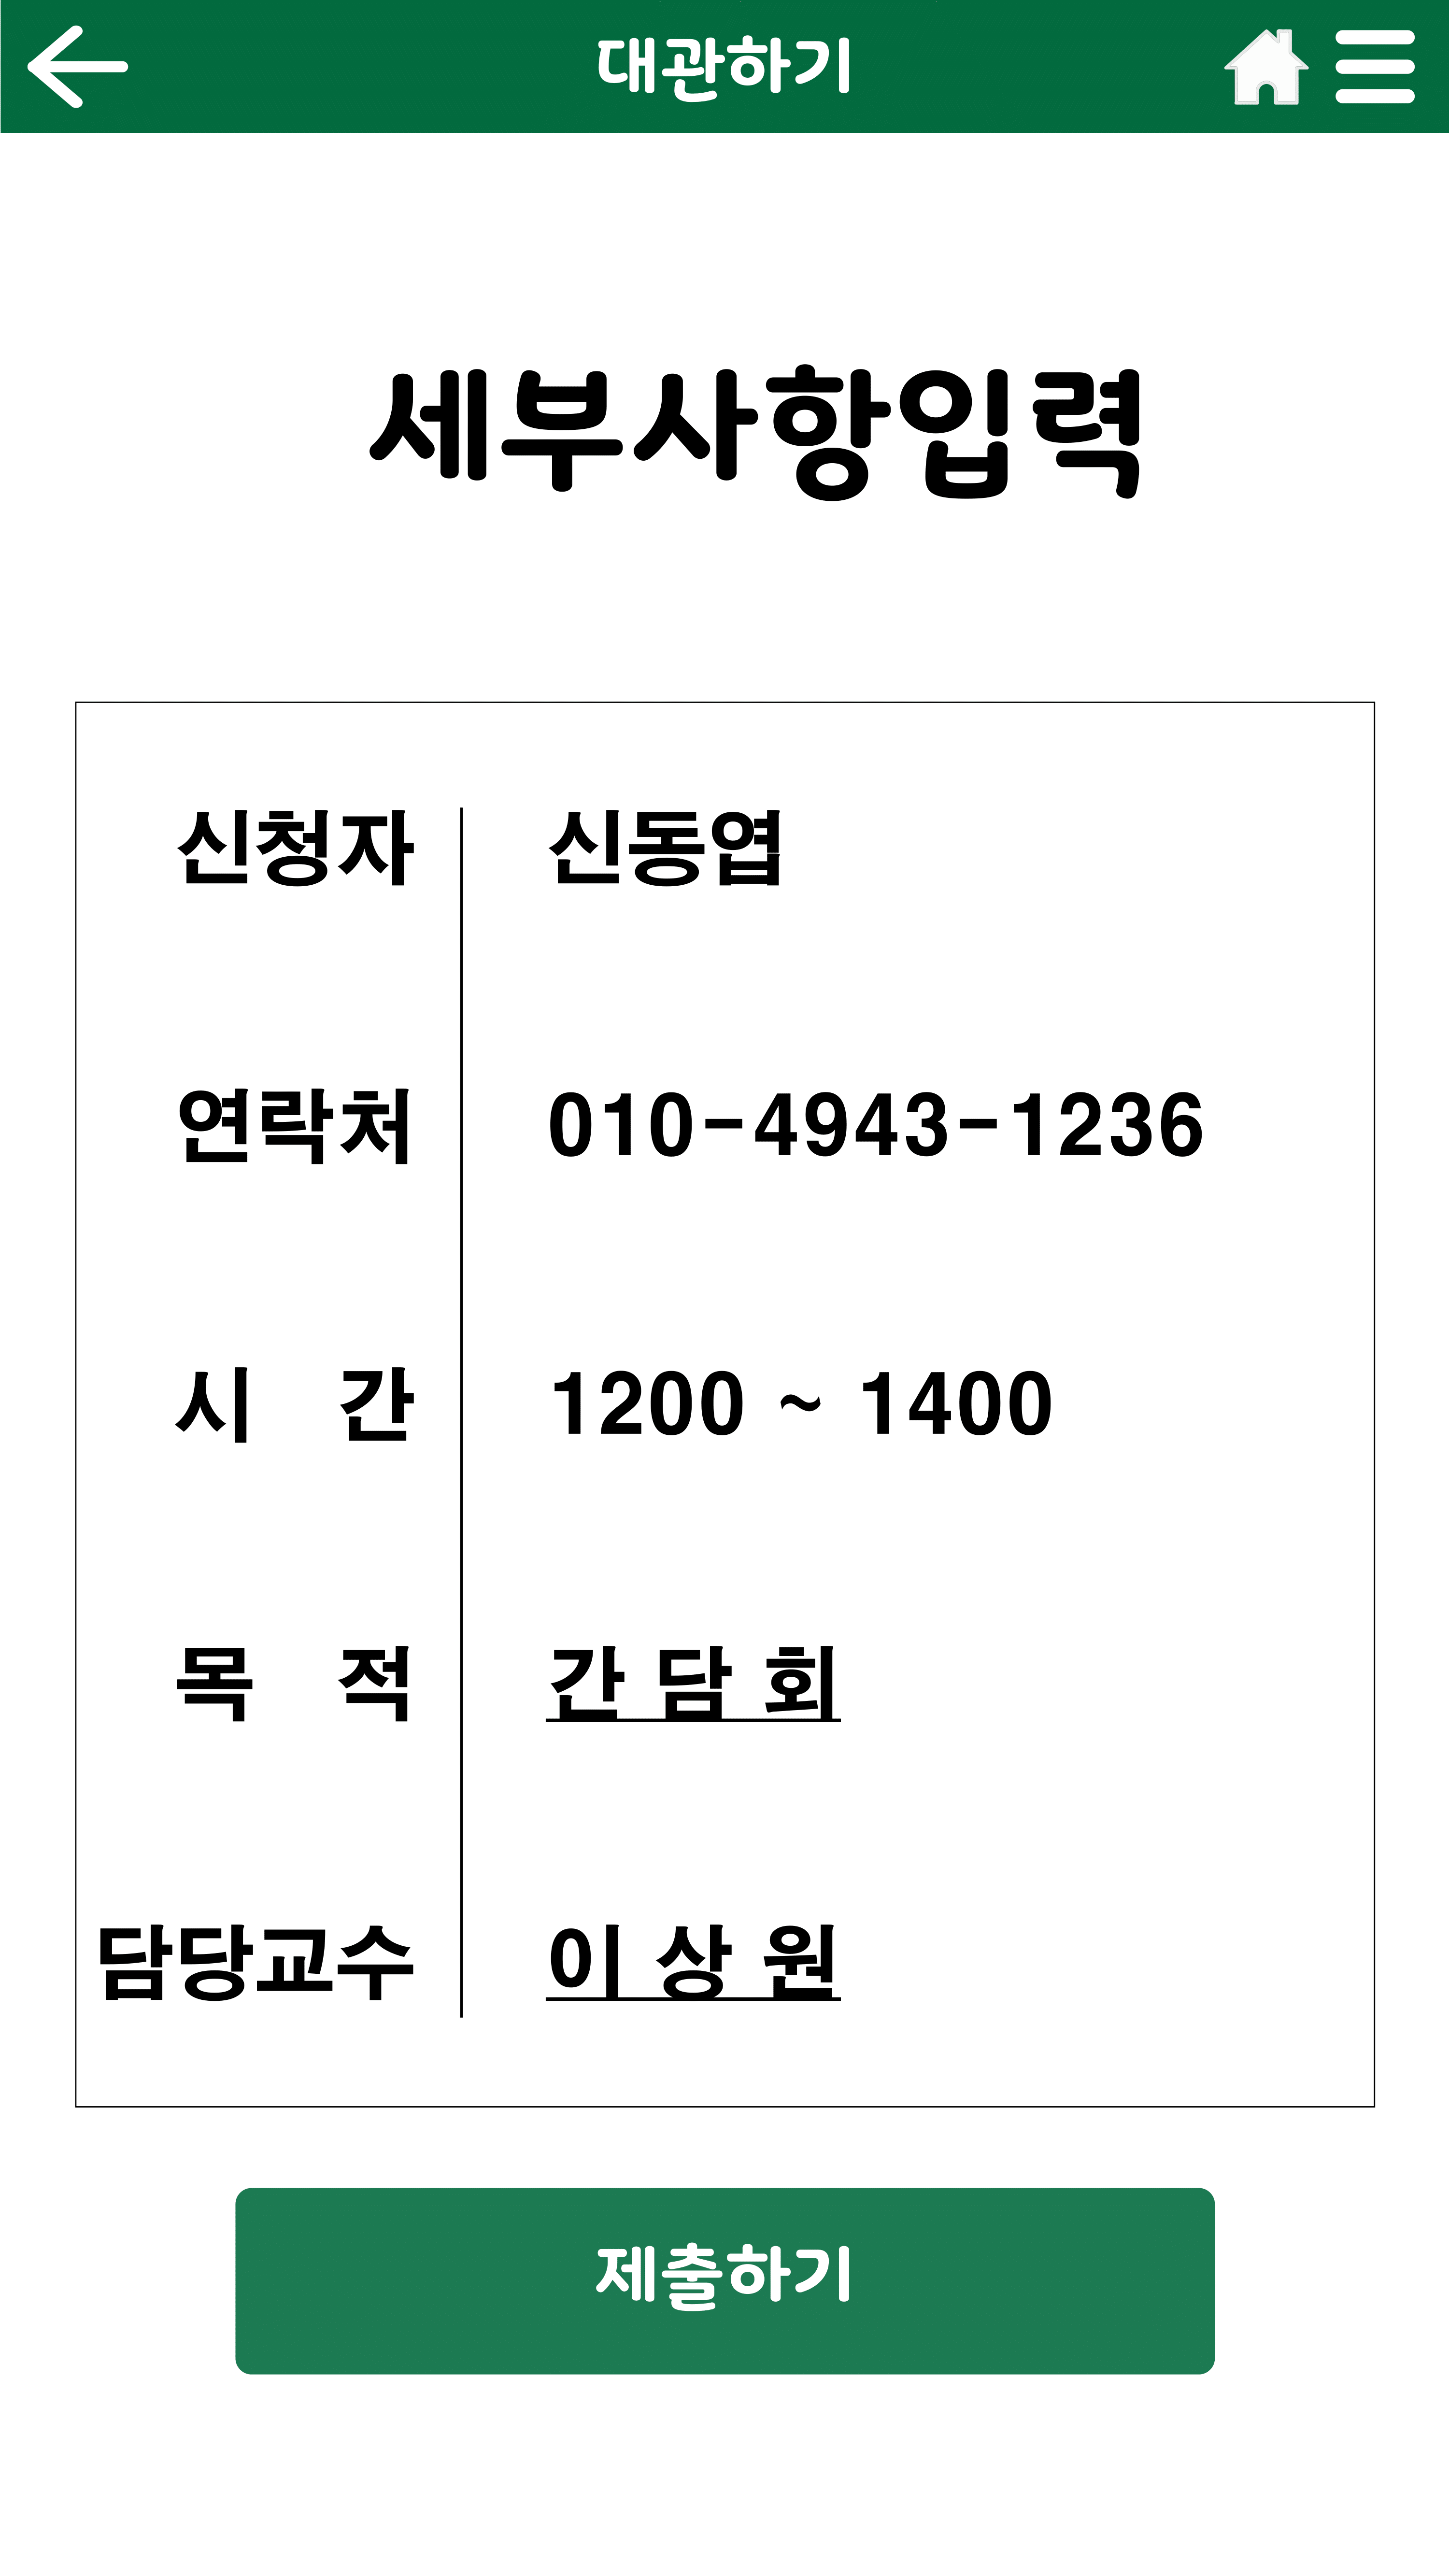 대관하기
세부사항입력
신청자 신동엽
연락처 010-4943-1236
시 간 1200 ~ 1400
목 적 간 담 회
담당교수 이 상 원
제출하기